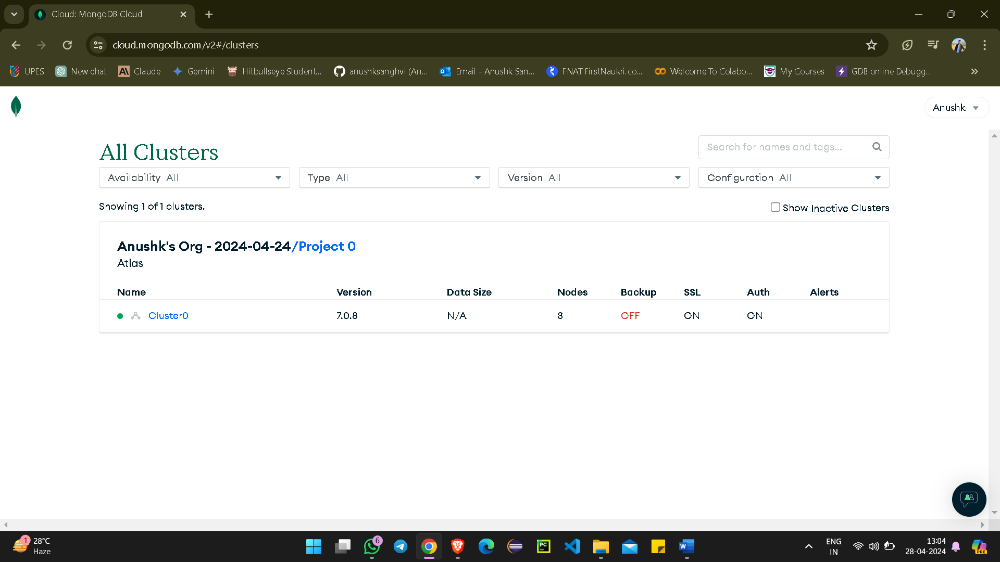 Cloud: MongoDB Cloud
cloud.mongodb.com/v2#/clusters
UPES New chat Claude Gemini Hitbullseye Student... anushksanghvi (An... Email - Anushk San... FNAT FirstNaukri.co... Welcome To Colabo... My Courses GDB online Debugg...
Anushk
All Clusters
Search for names and tags...
Availability All Type All Version All Configuration All
Showing 1 of 1 clusters.
Show Inactive Clusters
Anushk's Org - 2024-04-24/Project 0
Atlas
Name Version Data Size Nodes Backup SSL Auth Alerts
Cluster0 7.0.8 N/A 3 OFF ON ON
1
28°C
Haze
6
PC
W
ENG
IN
13:04
28-04-2024
PRE